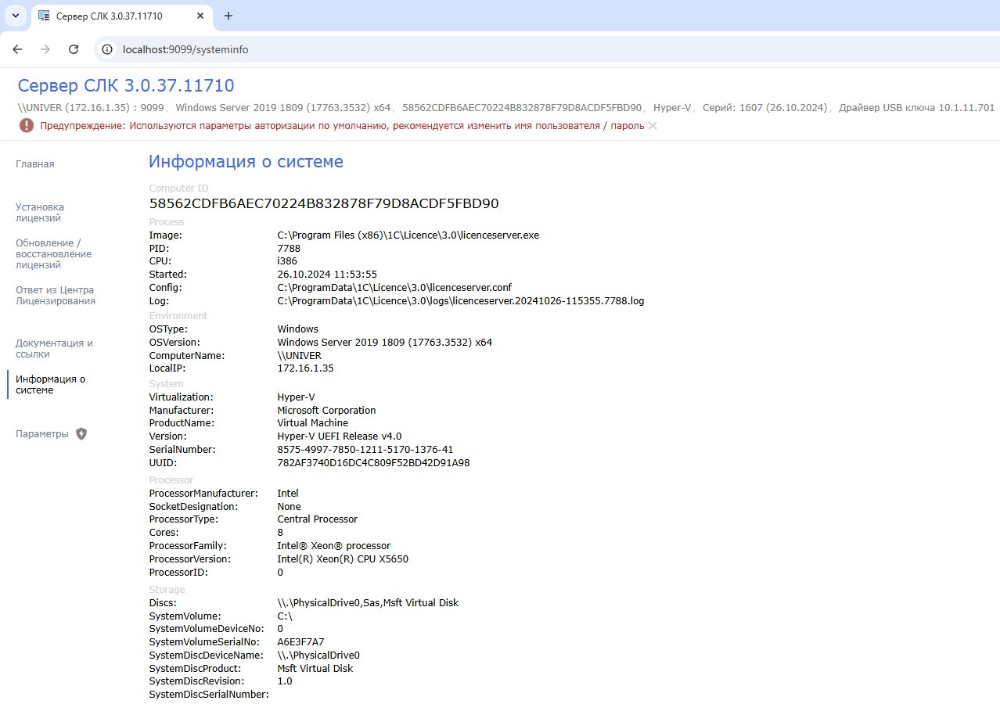 Сервер СЛК 3.0.37.11710
localhost:9099/systeminfo
Сервер СЛК 3.0.37.11710
\\UNIVER (172.16.1.35) : 9099, Windows Server 2019 1809 (17763.3532) x64, 58562CDFB6AEC70224B832878F79D8ACDF5FBD90, Hyper-V, Серий: 1607 (26.10.2024), Драйвер USB ключа 10.1.11.701
Предупреждение: Используются параметры авторизации по умолчанию, рекомендуется изменить имя пользователя / пароль
Главная
Установка
лицензий
Обновление /
восстановление
лицензий
Ответ из Центра
Лицензирования
Документация и
ссылки
Информация о
системе
Параметры
Информация о системе
Computer ID
58562CDFB6AEC70224B832878F79D8ACDF5FBD90
Process
Image: C:\Program Files (x86)\1C\Licence\3.0\licenceserver.exe
PID: 7788
CPU: i386
Started: 26.10.2024 11:53:55
Config: C:\ProgramData\1C\Licence\3.0\licenceserver.conf
Log: C:\ProgramData\1C\Licence\3.0\logs\licenceserver.20241026-115355.7788.log
Environment
OSType: Windows
OSVersion: Windows Server 2019 1809 (17763.3532) x64
ComputerName: \\UNIVER
LocalIP: 172.16.1.35
System
Virtualization: Hyper-V
Manufacturer: Microsoft Corporation
ProductName: Virtual Machine
Version: Hyper-V UEFI Release v4.0
SerialNumber: 8575-4997-7850-1211-5170-1376-41
UUID: 782AF3740D16DC4C809F52BD42D91A98
Processor
ProcessorManufacturer: Intel
SocketDesignation: None
ProcessorType: Central Processor
Cores: 8
ProcessorFamily: Intel® Xeon® processor
ProcessorVersion: Intel(R) Xeon(R) CPU X5650
ProcessorID: 0
Storage
Discs: \\.\PhysicalDrive0,Sas,Msft Virtual Disk
SystemVolume: C:\
SystemVolumeDeviceNo: 0
SystemVolumeSerialNo: A6E3F7A7
SystemDiscDeviceName: \\.\PhysicalDrive0
SystemDiscProduct: Msft Virtual Disk
SystemDiscRevision: 1.0
SystemDiscSerialNumber: